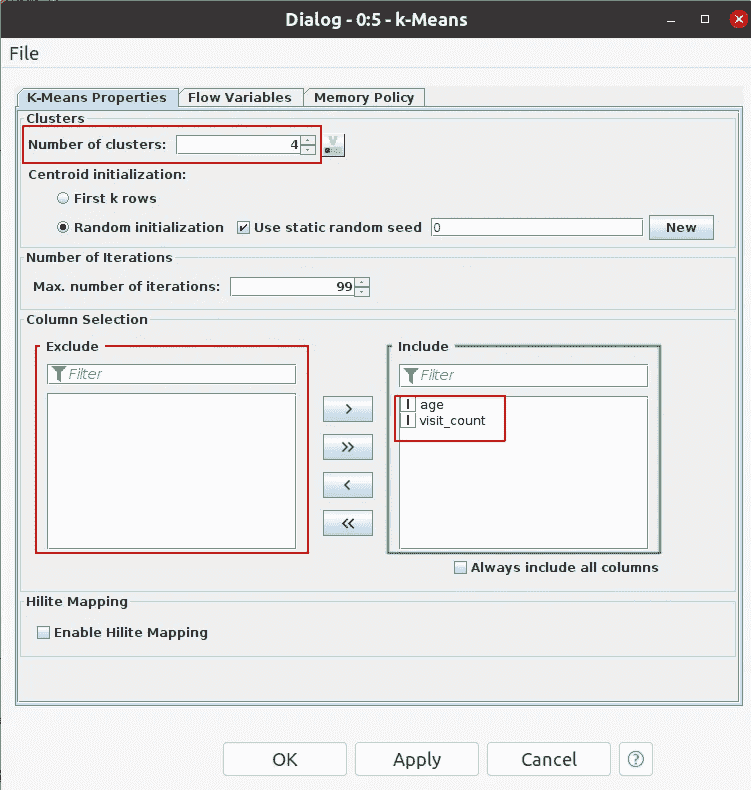 Dialog - 0:5 - k-Means
File
K-Means Properties Flow Variables Memory Policy
Clusters
Number of clusters: 4
Centroid initialization:
First k rows
Random initialization Use static random seed 0 New
Number of Iterations
Max. number of iterations: 99
Column Selection
Exclude Include
Filter Filter
I age
I visit_count
>
>>
<
<<
Always include all columns
Hilite Mapping
Enable Hilite Mapping
OK Apply Cancel ?